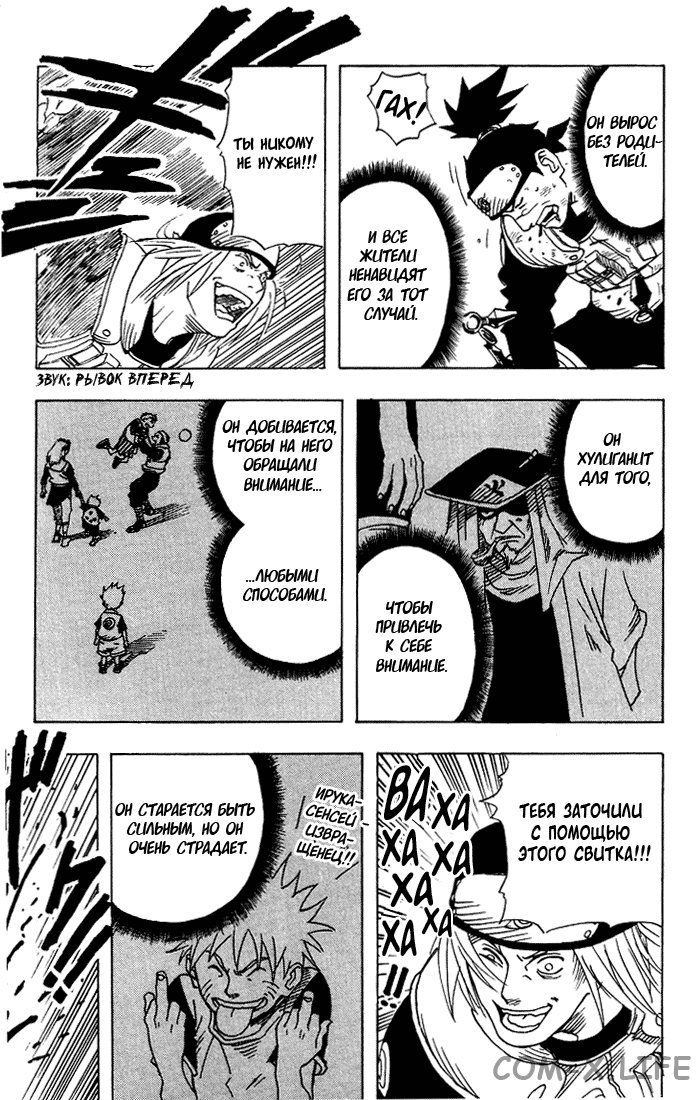 ГАХ!
ОН ВЫРОС
БЕЗ РОДИ-
ТЕЛЕЙ.
И ВСЕ
ЖИТЕЛИ
НЕНАВИДЯТ
ЕГО ЗА ТОТ
СЛУЧАЙ.
ТЫ НИКОМУ
НЕ НУЖЕН!!!
ЗВУК: РЫВОК ВПЕРЕД
ОН
ХУЛИГАНИТ
ДЛЯ ТОГО,
ЧТОБЫ
ПРИВЛЕЧЬ
К СЕБЕ
ВНИМАНИЕ.
ОН ДОБИВАЕТСЯ,
ЧТОБЫ НА НЕГО
ОБРАЩАЛИ
ВНИМАНИЕ...
...ЛЮБЫМИ
СПОСОБАМИ.
ТЕБЯ ЗАТОЧИЛИ
С ПОМОЩЬЮ
ЭТОГО СВИТКА!!!
ВА ХА
ХА ХА
ХА
ХА ХА
!!
ИРУКА-
СЕНСЕЙ
ИЗВРА-
ЩЕНЕЦ!!
ОН СТАРАЕТСЯ БЫТЬ
СИЛЬНЫМ, НО ОН
ОЧЕНЬ СТРАДАЕТ.
COM-X.LIFE